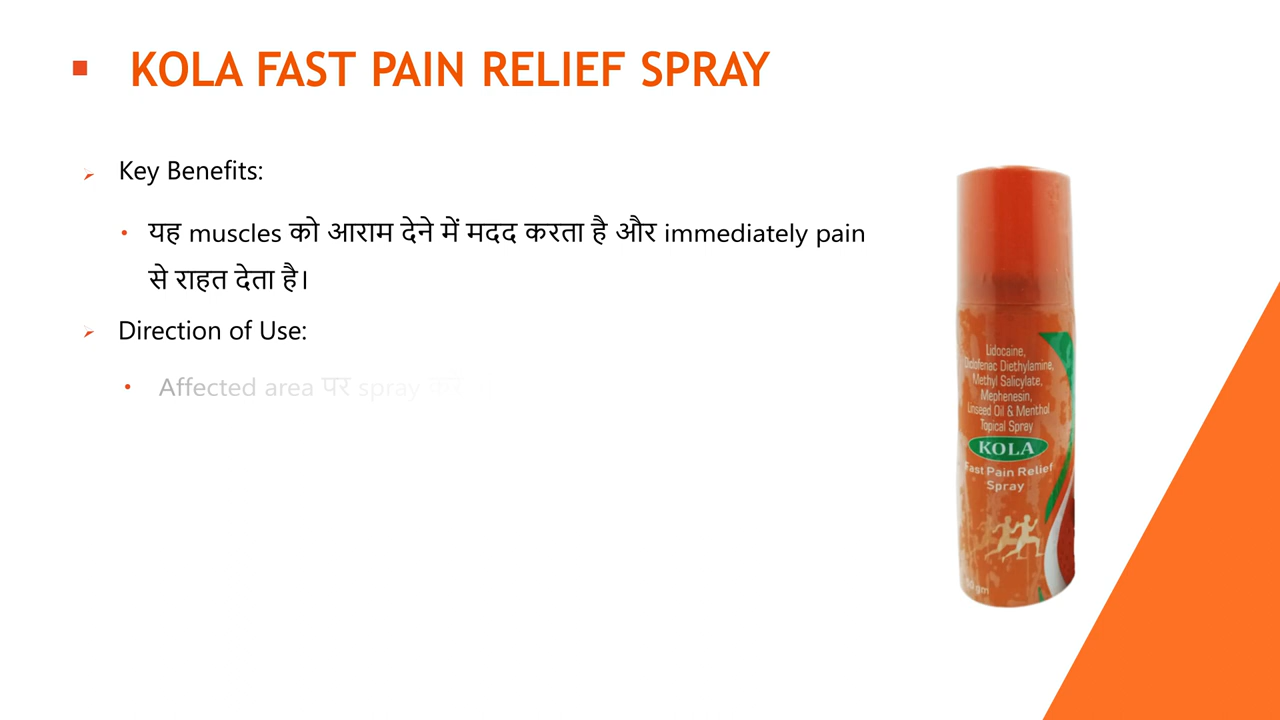 KOLA FAST PAIN RELIEF SPRAY
Key Benefits:
यह muscles को आराम देने में मदद करता है और immediately pain
से राहत देता है।
Direction of Use:
Affected area पर spray
Lidocaine,
Diclofenac Diethylamine,
Methyl Salicylate,
Mephenesin,
Linseed Oil & Menthol
Topical Spray
KOLA
Fast Pain Relief
Spray